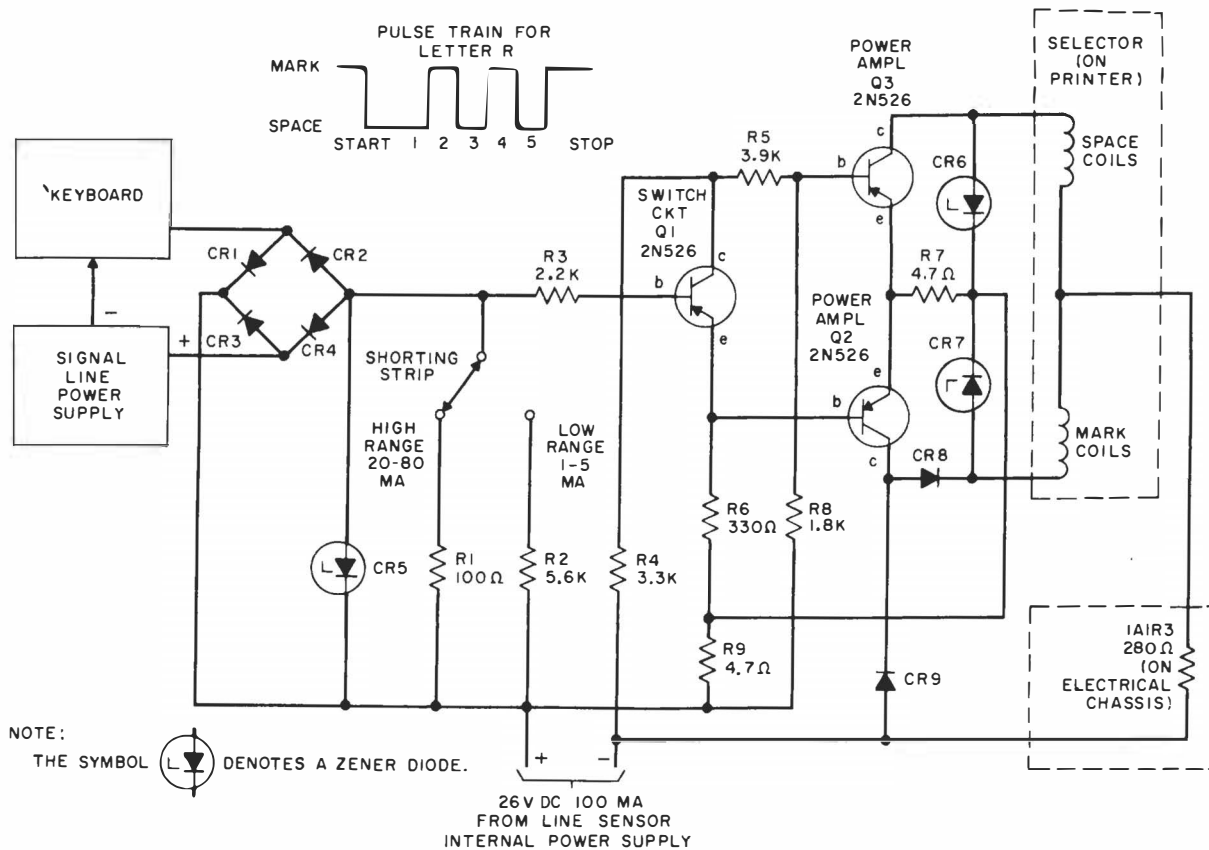 PULSE TRAIN FOR
LETTER R
MARK
SPACE
START 1 2 3 4 5 STOP
KEYBOARD
-
+
SIGNAL
LINE
POWER
SUPPLY
CR1
CR2
CR3
CR4
SHORTING
STRIP
HIGH
RANGE
20-80
MA
LOW
RANGE
1-5
MA
CR5
R1
100Ω
R2
5.6K
R3
2.2K
R4
3.3K
SWITCH
CKT
Q1
2N526
b
c
e
R5
3.9K
POWER
AMPL
Q3
2N526
b
c
e
POWER
AMPL
Q2
2N526
e
b
c
R6
330Ω
R8
1.8K
R9
4.7Ω
CR6
R7
4.7Ω
CR7
CR8
CR9
SELECTOR
(ON
PRINTER)
SPACE
COILS
MARK
COILS
1A1R3
280Ω
(ON
ELECTRICAL
CHASSIS)
NOTE:
THE SYMBOL DENOTES A ZENER DIODE.
+ -
26V DC 100 MA
FROM LINE SENSOR
INTERNAL POWER SUPPLY